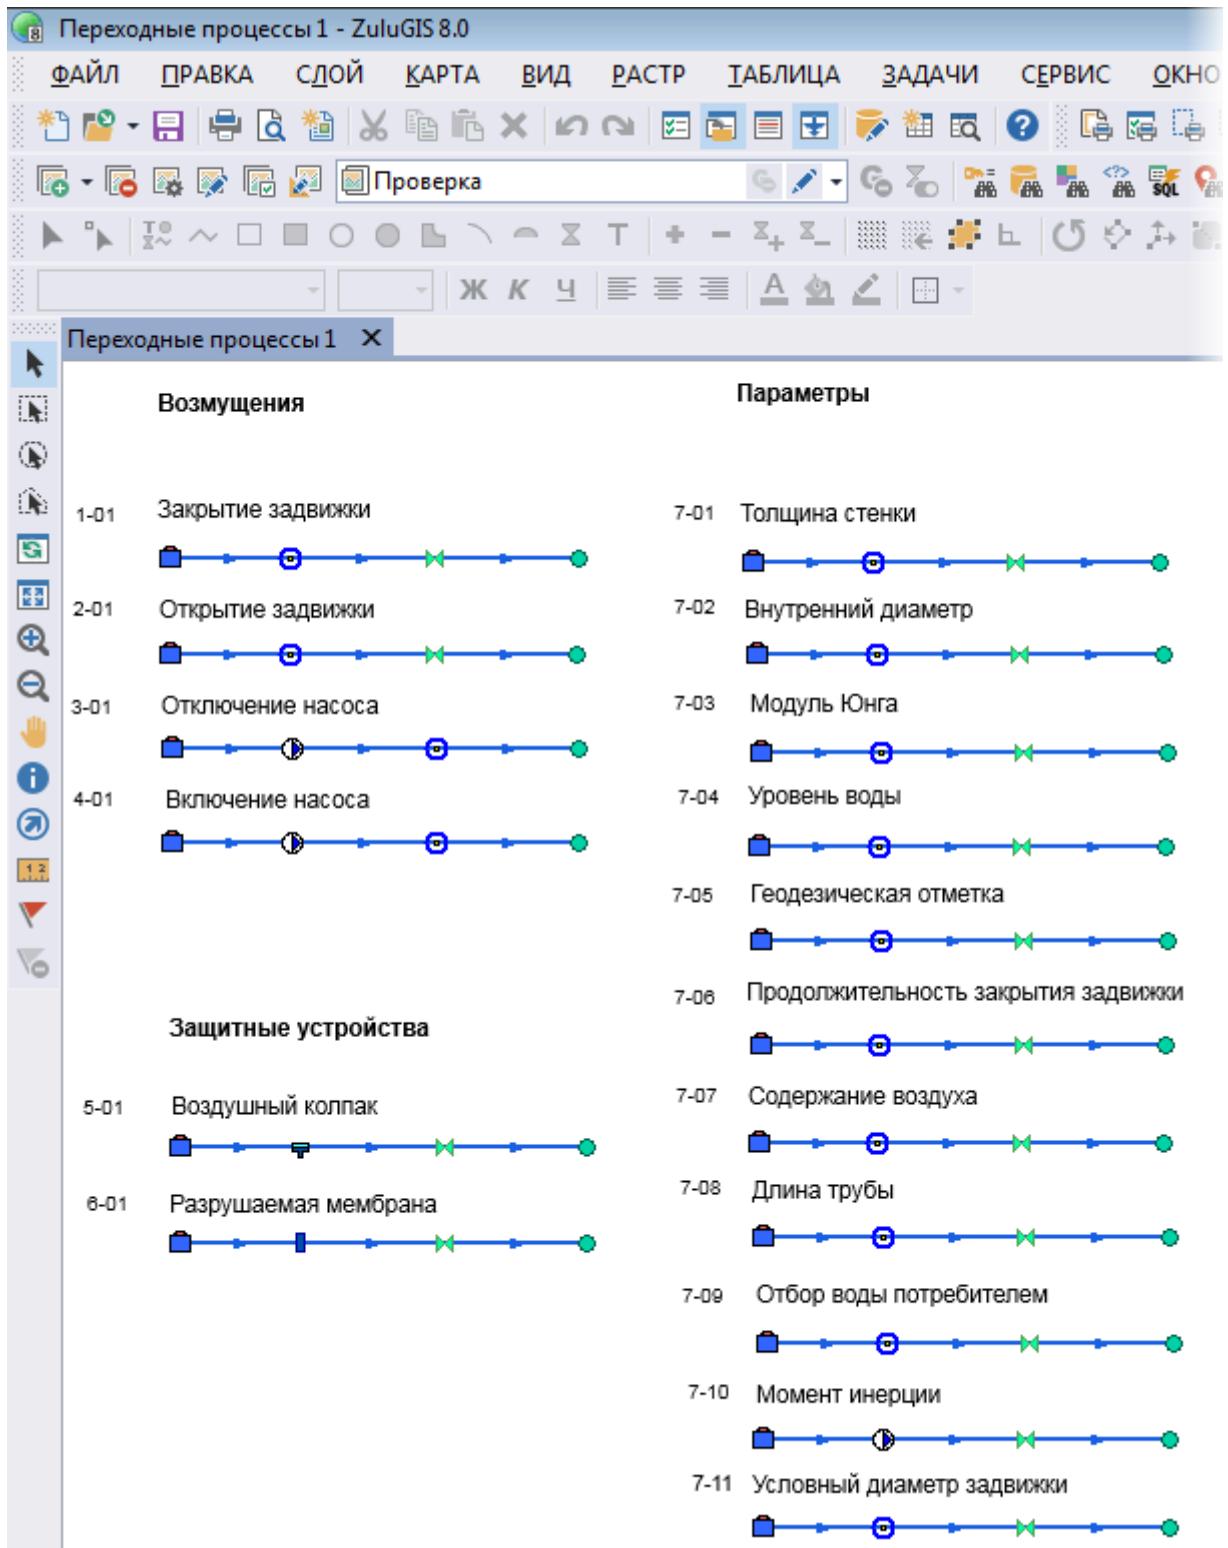 Переходные процессы 1 - ZuluGIS 8.0
ФАЙЛ ПРАВКА СЛОЙ КАРТА ВИД РАСТР ТАБЛИЦА ЗАДАЧИ СЕРВИС ОКНО
Проверка
SQL
Ж К Ч
Переходные процессы 1 X
Возмущения
1-01 Закрытие задвижки
2-01 Открытие задвижки
3-01 Отключение насоса
4-01 Включение насоса
Защитные устройства
5-01 Воздушный колпак
6-01 Разрушаемая мембрана
Параметры
7-01 Толщина стенки
7-02 Внутренний диаметр
7-03 Модуль Юнга
7-04 Уровень воды
7-05 Геодезическая отметка
7-06 Продолжительность закрытия задвижки
7-07 Содержание воздуха
7-08 Длина трубы
7-09 Отбор воды потребителем
7-10 Момент инерции
7-11 Условный диаметр задвижки